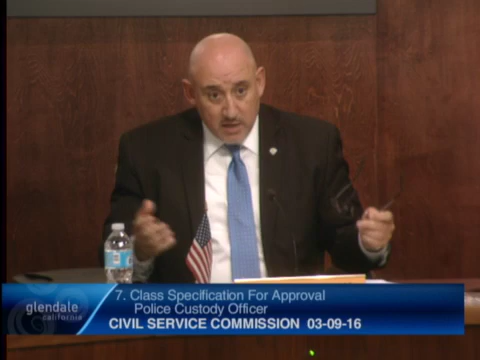 7. Class Specification For Approval
Police Custody Officer
glendale
california
CIVIL SERVICE COMMISSION 03-09-16